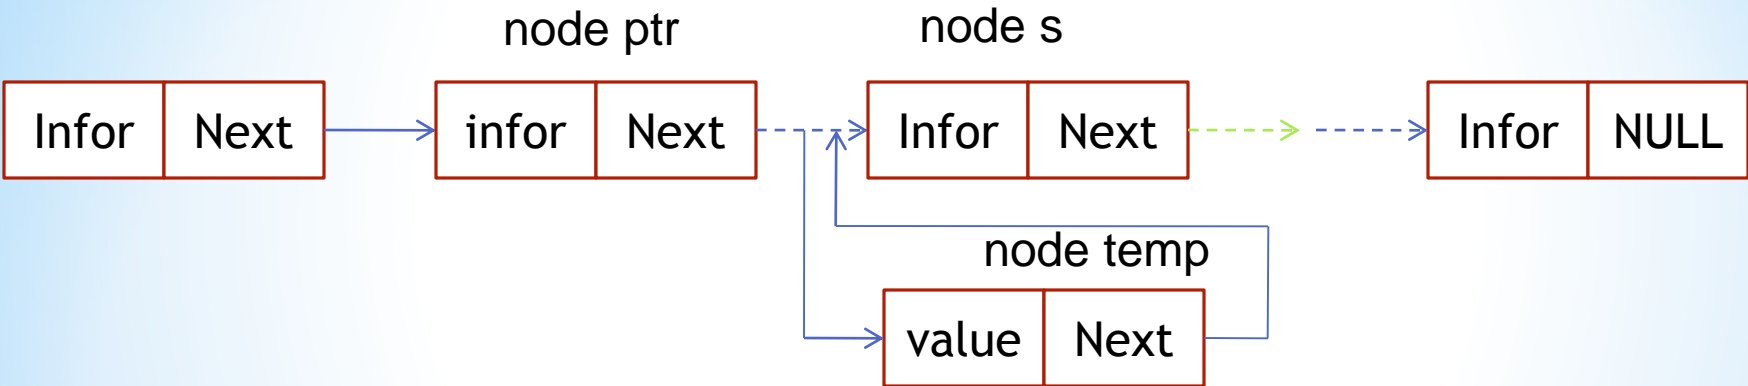 node ptr
node s
Infor Next
infor Next
Infor Next
Infor NULL
node temp
value Next